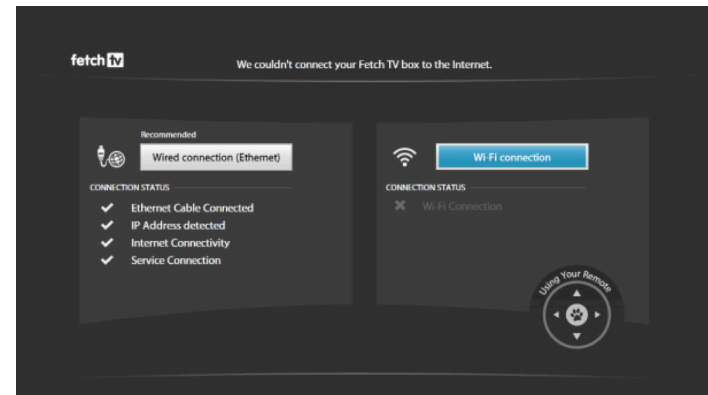 fetch tv
We couldn't connect your Fetch TV box to the Internet.
Recommended
Wired connection (Ethernet)
CONNECTION STATUS
Ethernet Cable Connected
IP Address detected
Internet Connectivity
Service Connection
Wi-Fi connection
CONNECTION STATUS
Wi-Fi Connection
Using Your Remote